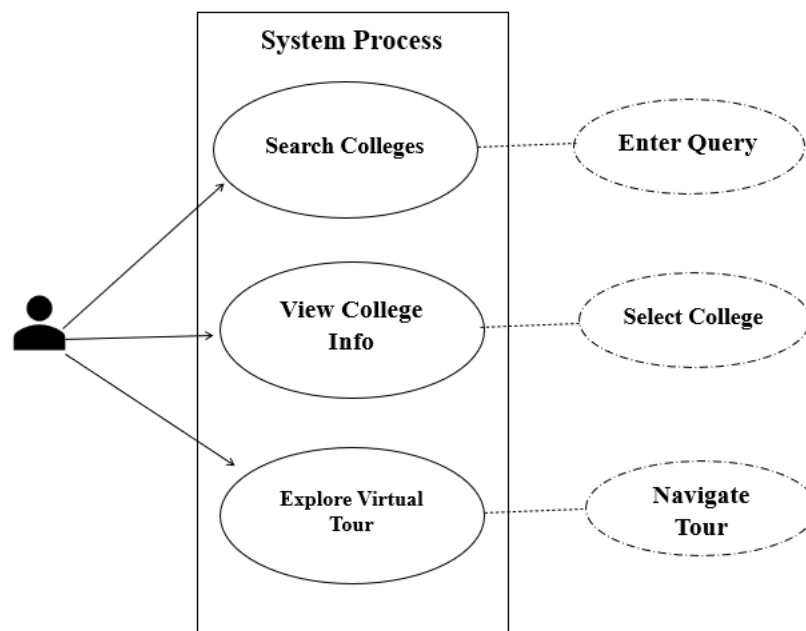 System Process
Search Colleges
Enter Query
View College
Info
Select College
Explore Virtual
Tour
Navigate
Tour